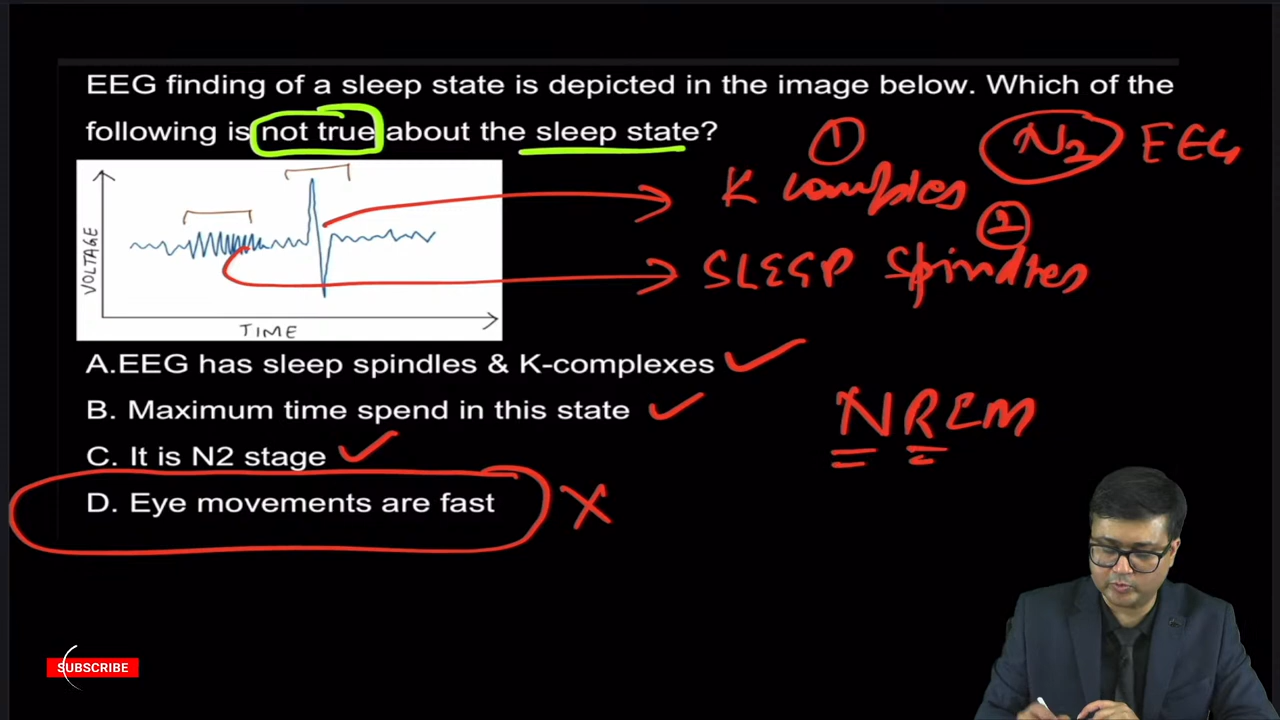 EEG finding of a sleep state is depicted in the image below. Which of the
following is not true about the sleep state?
① N2 EEG
K complexes
②
SLEEP Spindles
VOLTAGE
TIME
A.EEG has sleep spindles & K-complexes
B. Maximum time spend in this state
NREM
C. It is N2 stage
D. Eye movements are fast
SUBSCRIBE